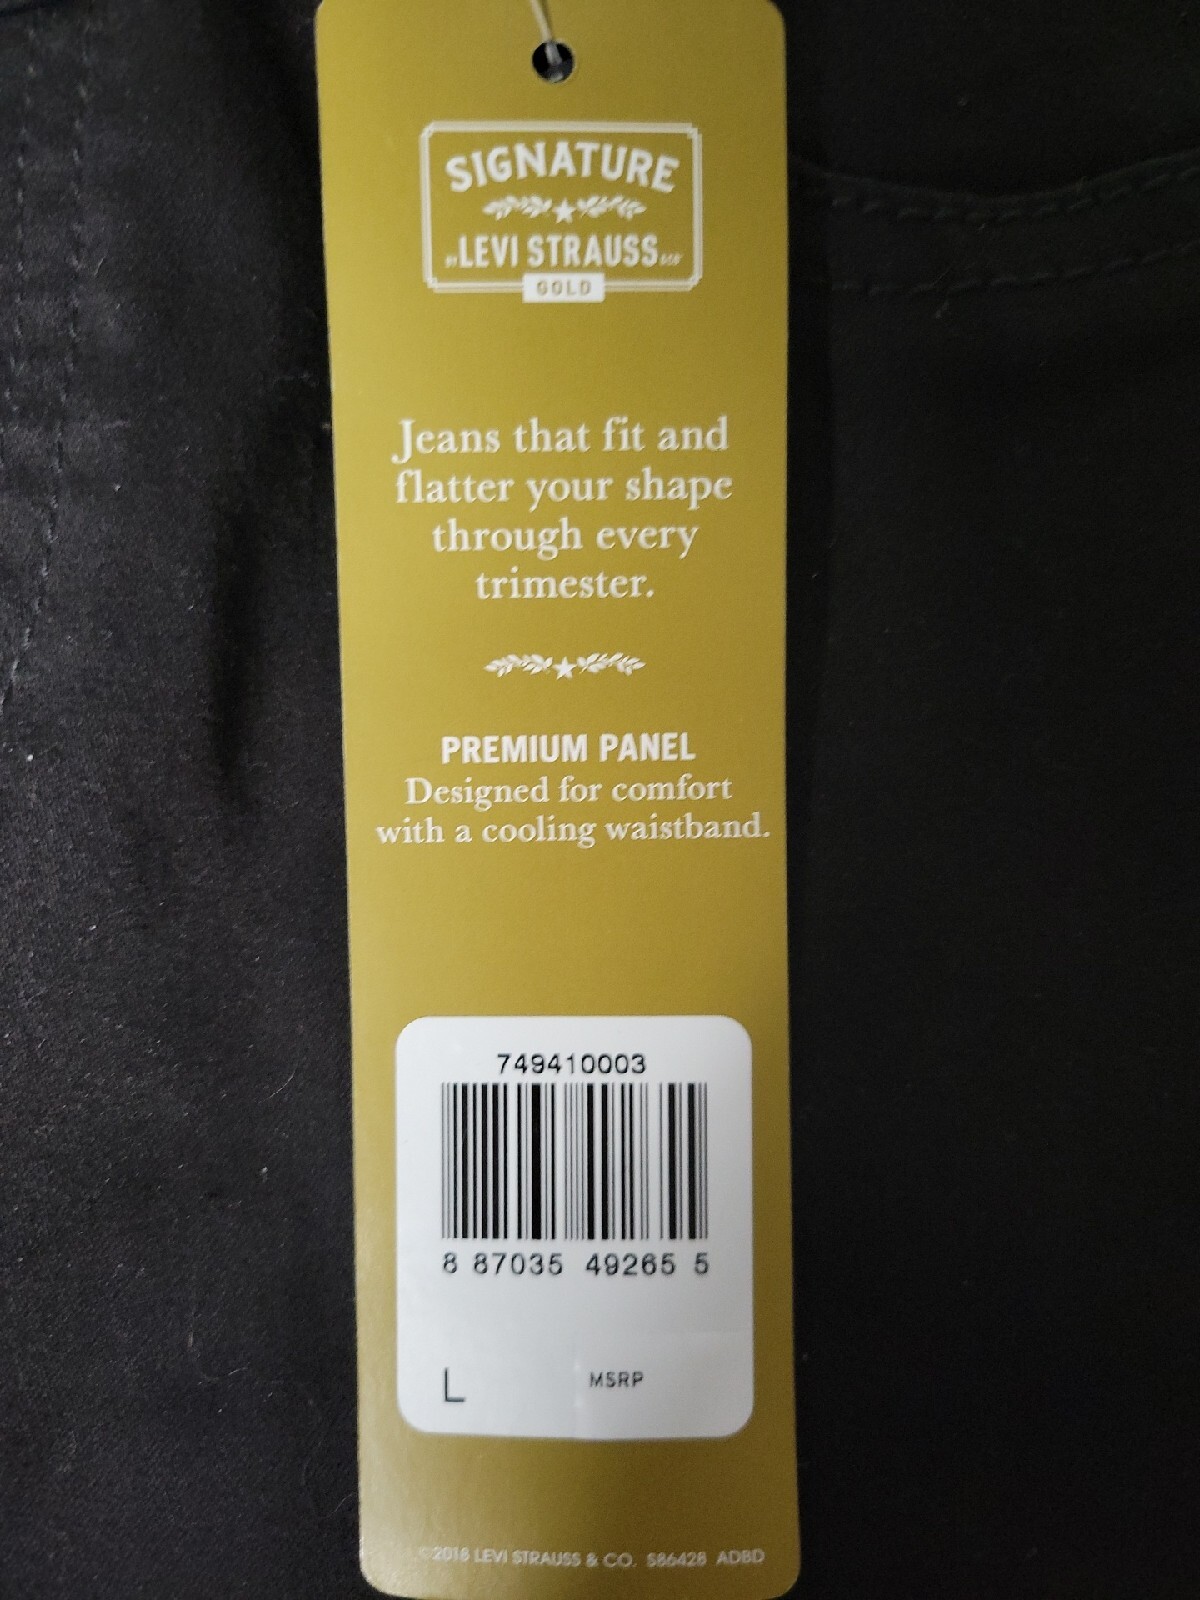 SIGNATURE
BY LEVI STRAUSS & CO.
GOLD
Jeans that fit and
flatter your shape
through every
trimester.
PREMIUM PANEL
Designed for comfort
with a cooling waistband.
749410003
8 87035 49265 5
L MSRP
©2018 LEVI STRAUSS & CO. S86428 ADBD